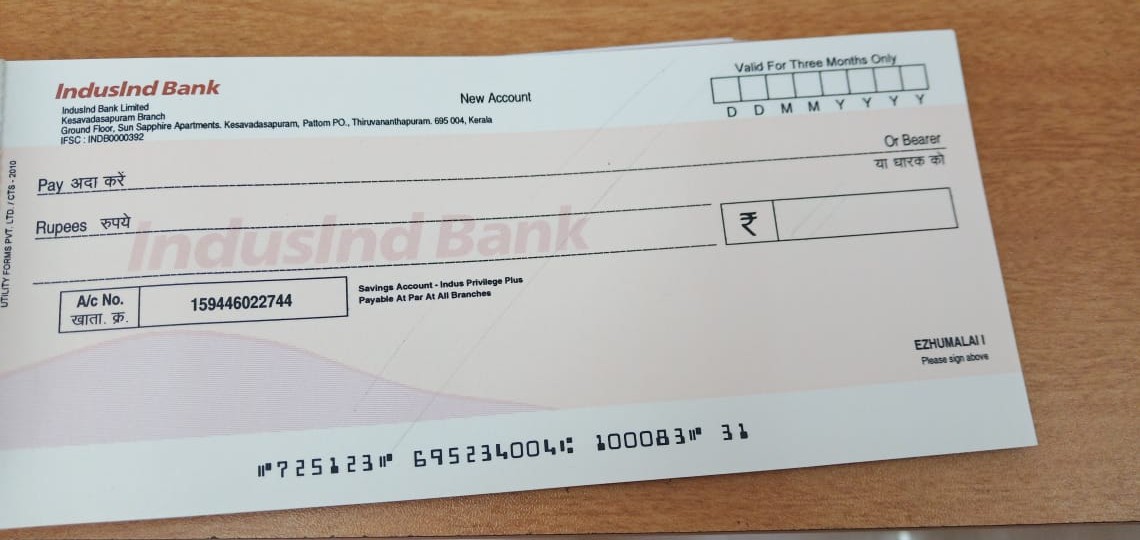 IndusInd Bank
IndusInd Bank Limited
Kesavadasapuram Branch
Ground Floor, Sun Sapphire Apartments. Kesavadasapuram, Pattom PO., Thiruvananthapuram. 695 004, Kerala
IFSC : INDB0000392
New Account
Valid For Three Months Only
D D M M Y Y Y Y
Pay अदा करें
Or Bearer
या धारक को
Rupees रुपये
₹
IndusInd Bank
A/c No.
खाता. क्र.
159446022744
Savings Account - Indus Privilege Plus
Payable At Par At All Branches
EZHUMALAI I
Please sign above
⑈725123⑈ 695234004⑆ 100083⑈ 31
UTILITY FORMS PVT. LTD. / CTS - 2010